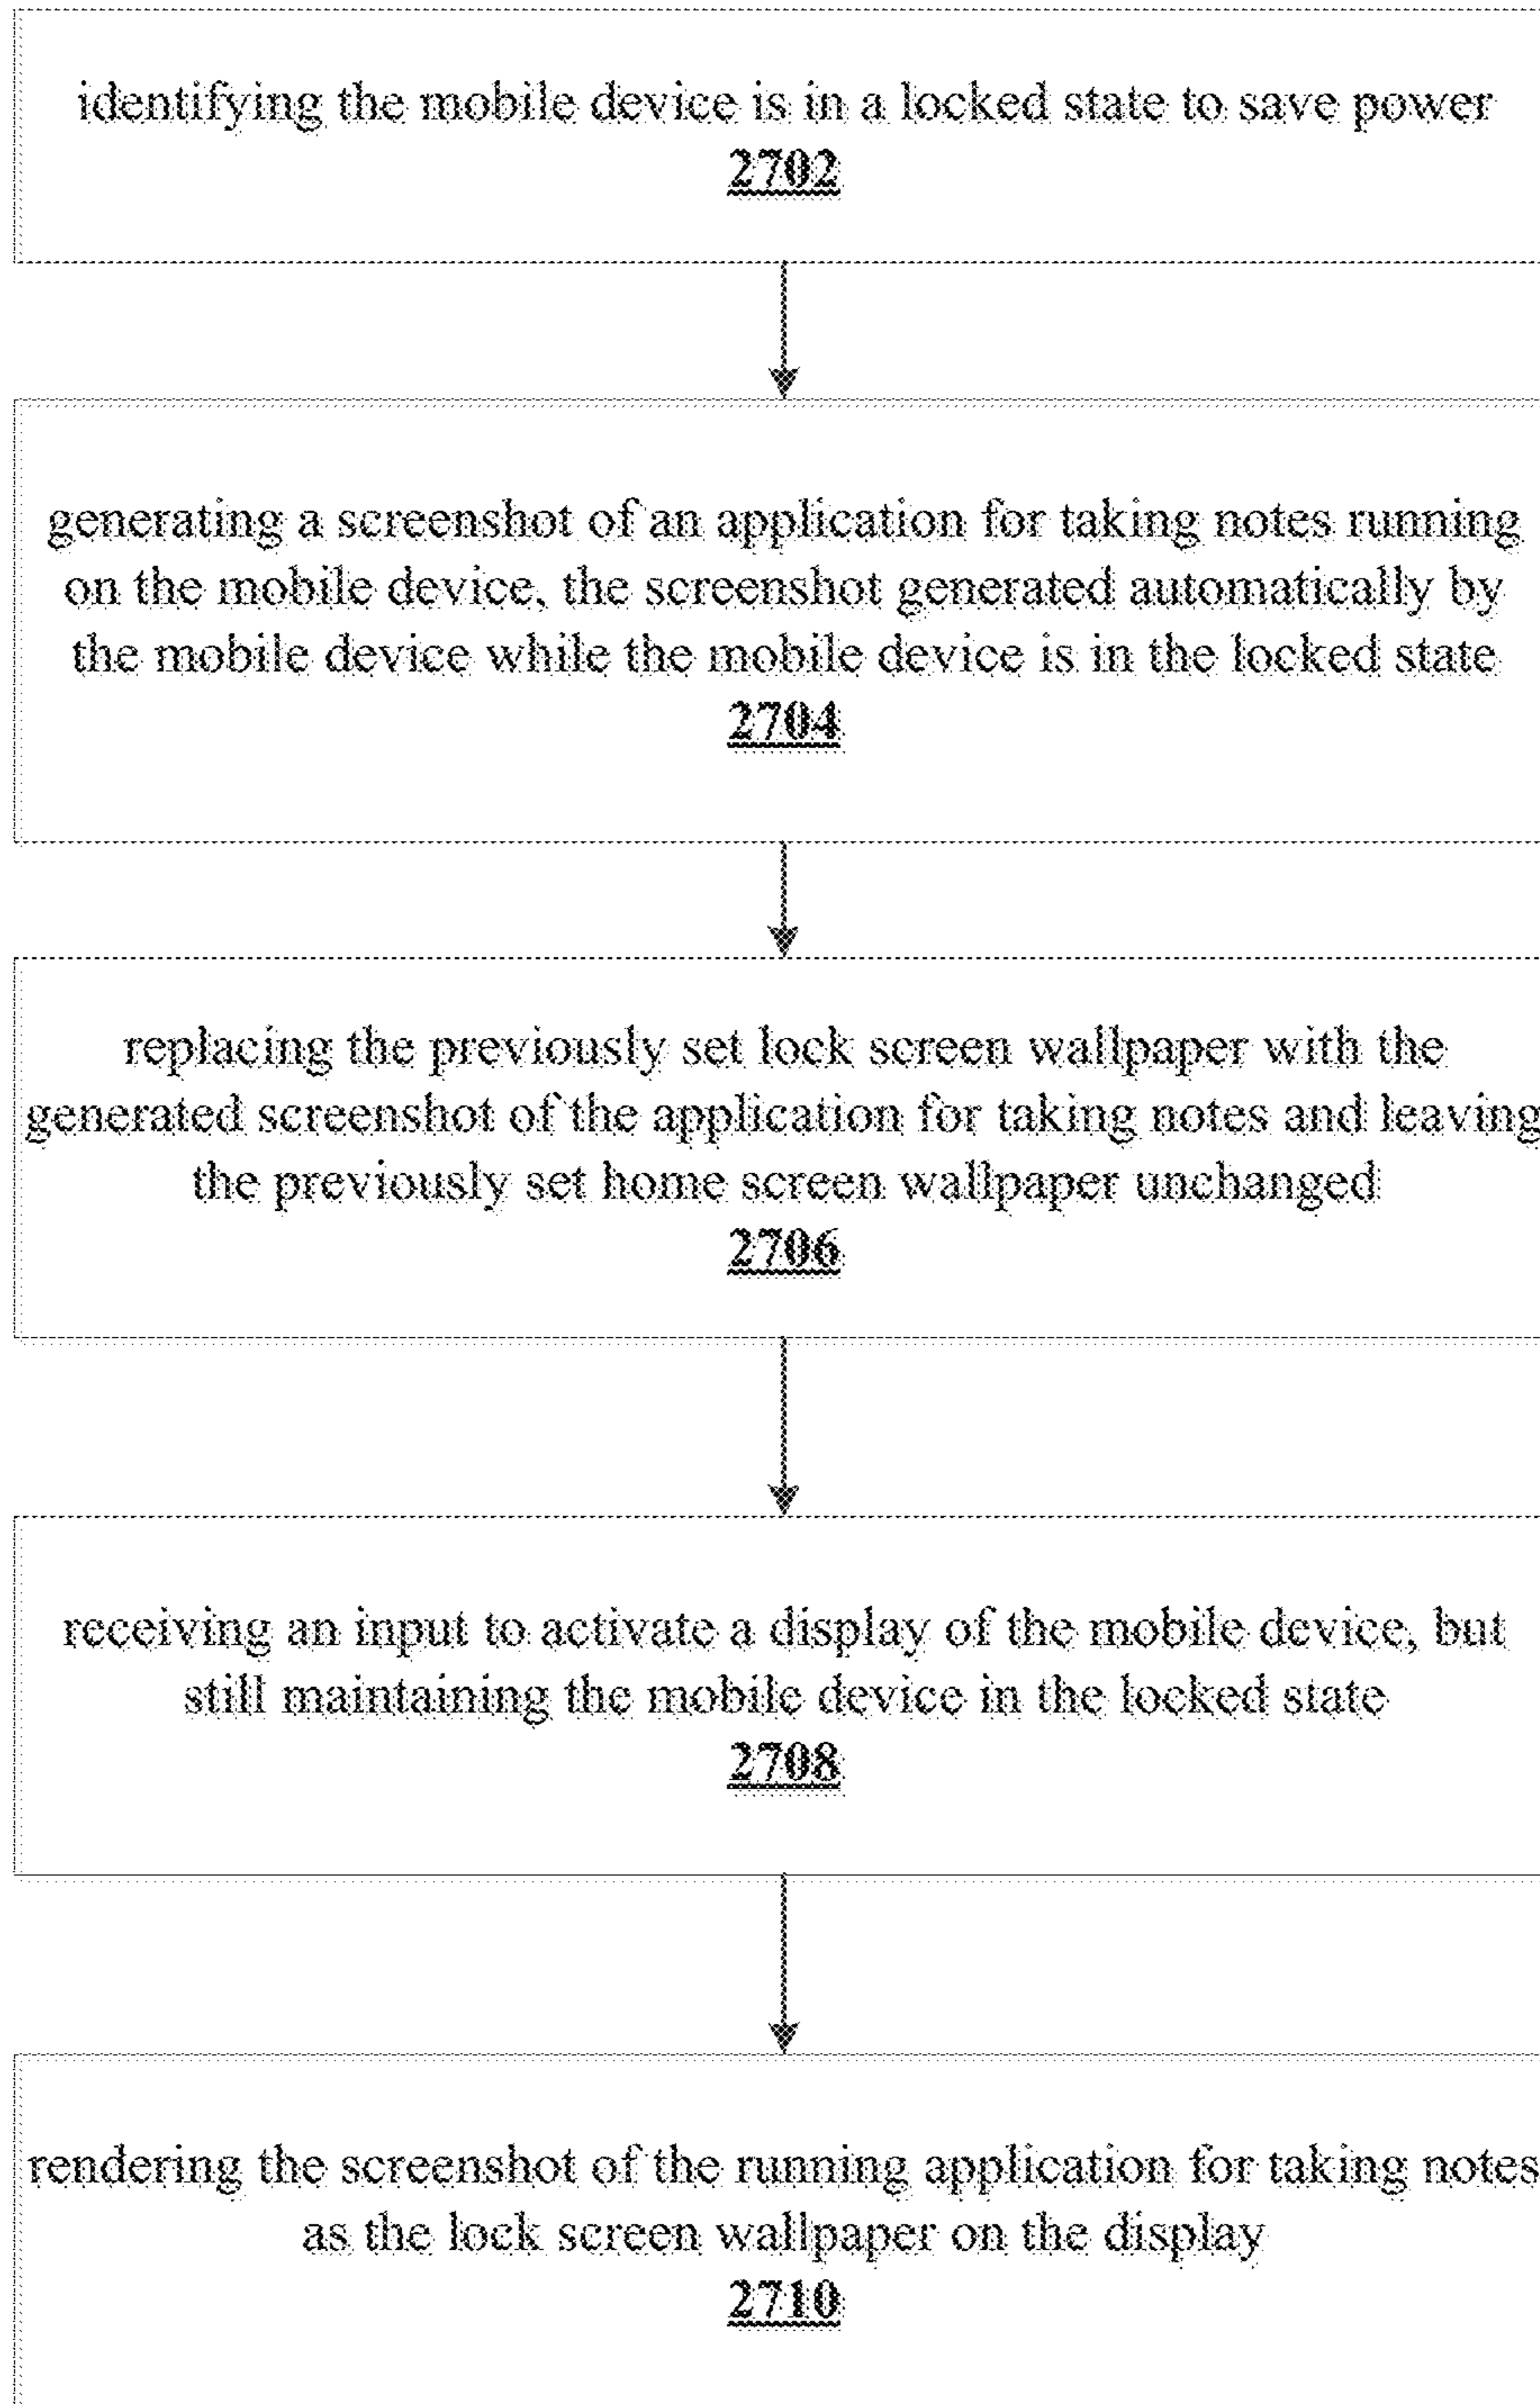 identifying the mobile device is in a locked state to save power
2702
generating a screenshot of an application for taking notes running
on the mobile device, the screenshot generated automatically by
the mobile device while the mobile device is in the locked state
2704
replacing the previously set lock screen wallpaper with the
generated screenshot of the application for taking notes and leaving
the previously set home screen wallpaper unchanged
2706
receiving an input to activate a display of the mobile device, but
still maintaining the mobile device in the locked state
2708
rendering the screenshot of the running application for taking notes
as the lock screen wallpaper on the display
2710